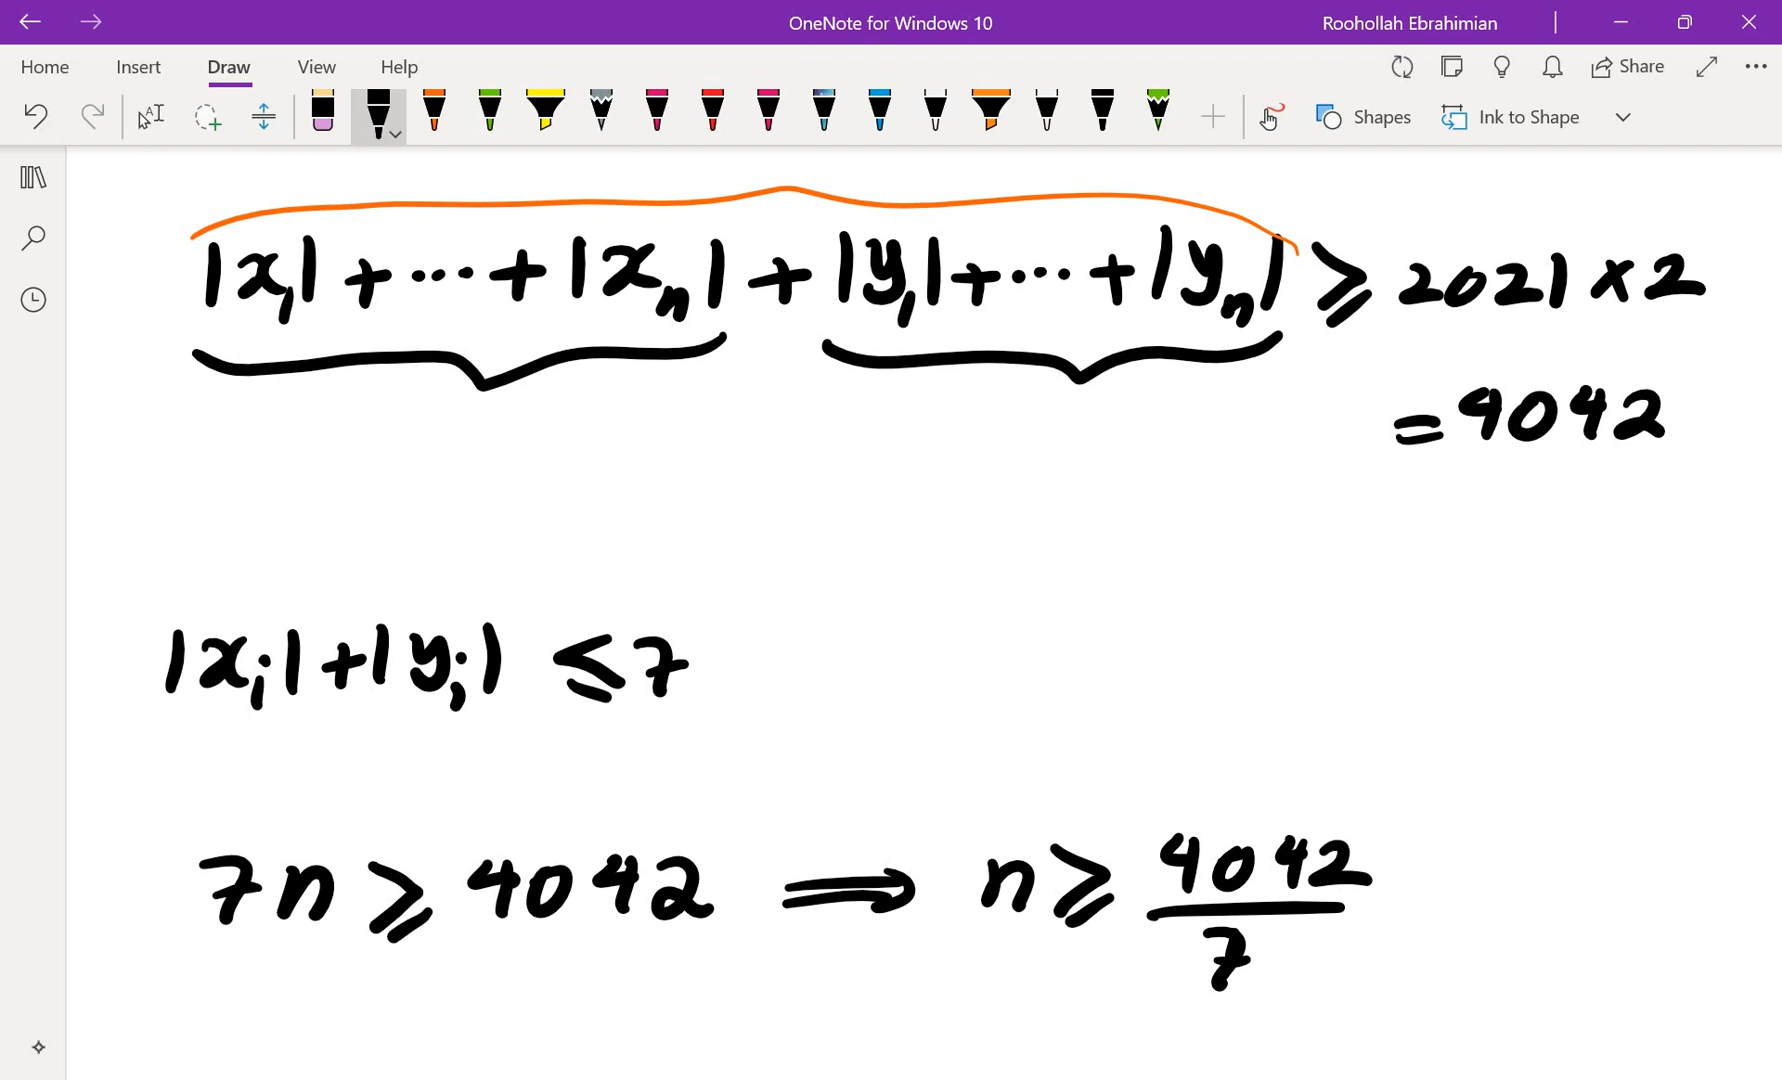 OneNote for Windows 10
Roohollah Ebrahimian
Home Insert Draw View Help
Share
Shapes Ink to Shape
|x₁| + ... + |xₙ| + |y₁| + ... + |yₙ| ⩾ 2021 × 2
= 4042
|xᵢ| + |yᵢ| ⩽ 7
7n ⩾ 4042 ⟹ n ⩾ 4042
7